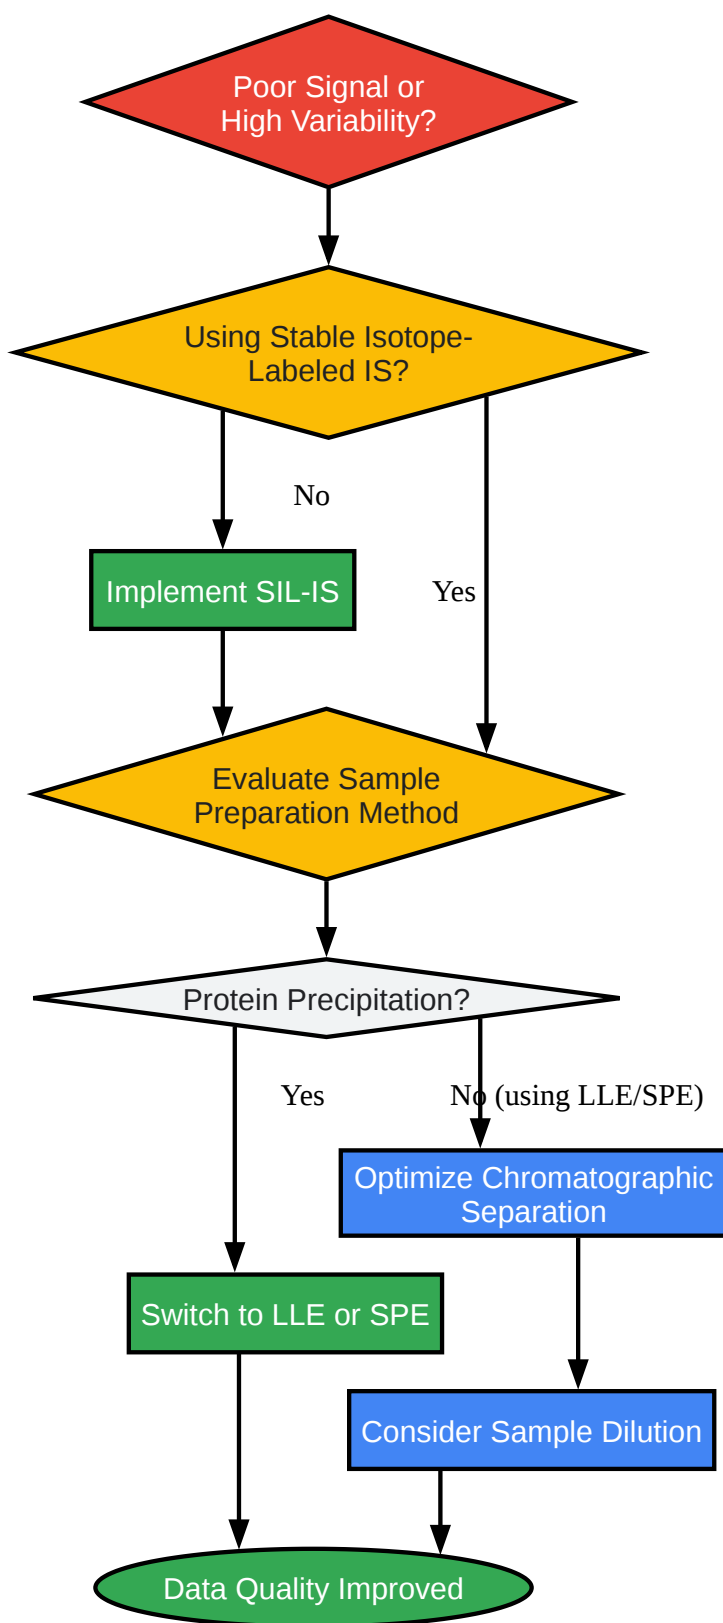 Poor Signal or
High Variability?
Using Stable Isotope-
Labeled IS?
No
Implement SIL-IS
Yes
Evaluate Sample
Preparation Method
Protein Precipitation?
Yes
No (using LLE/SPE)
Optimize Chromatographic
Separation
Switch to LLE or SPE
Consider Sample Dilution
Data Quality Improved